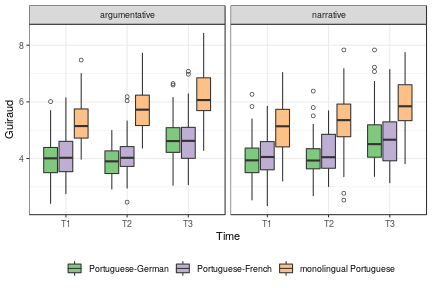 argumentative narrative
Guiraud
8
6
4
T1 T2 T3 T1 T2 T3
Time
Portuguese-German Portuguese-French monolingual Portuguese